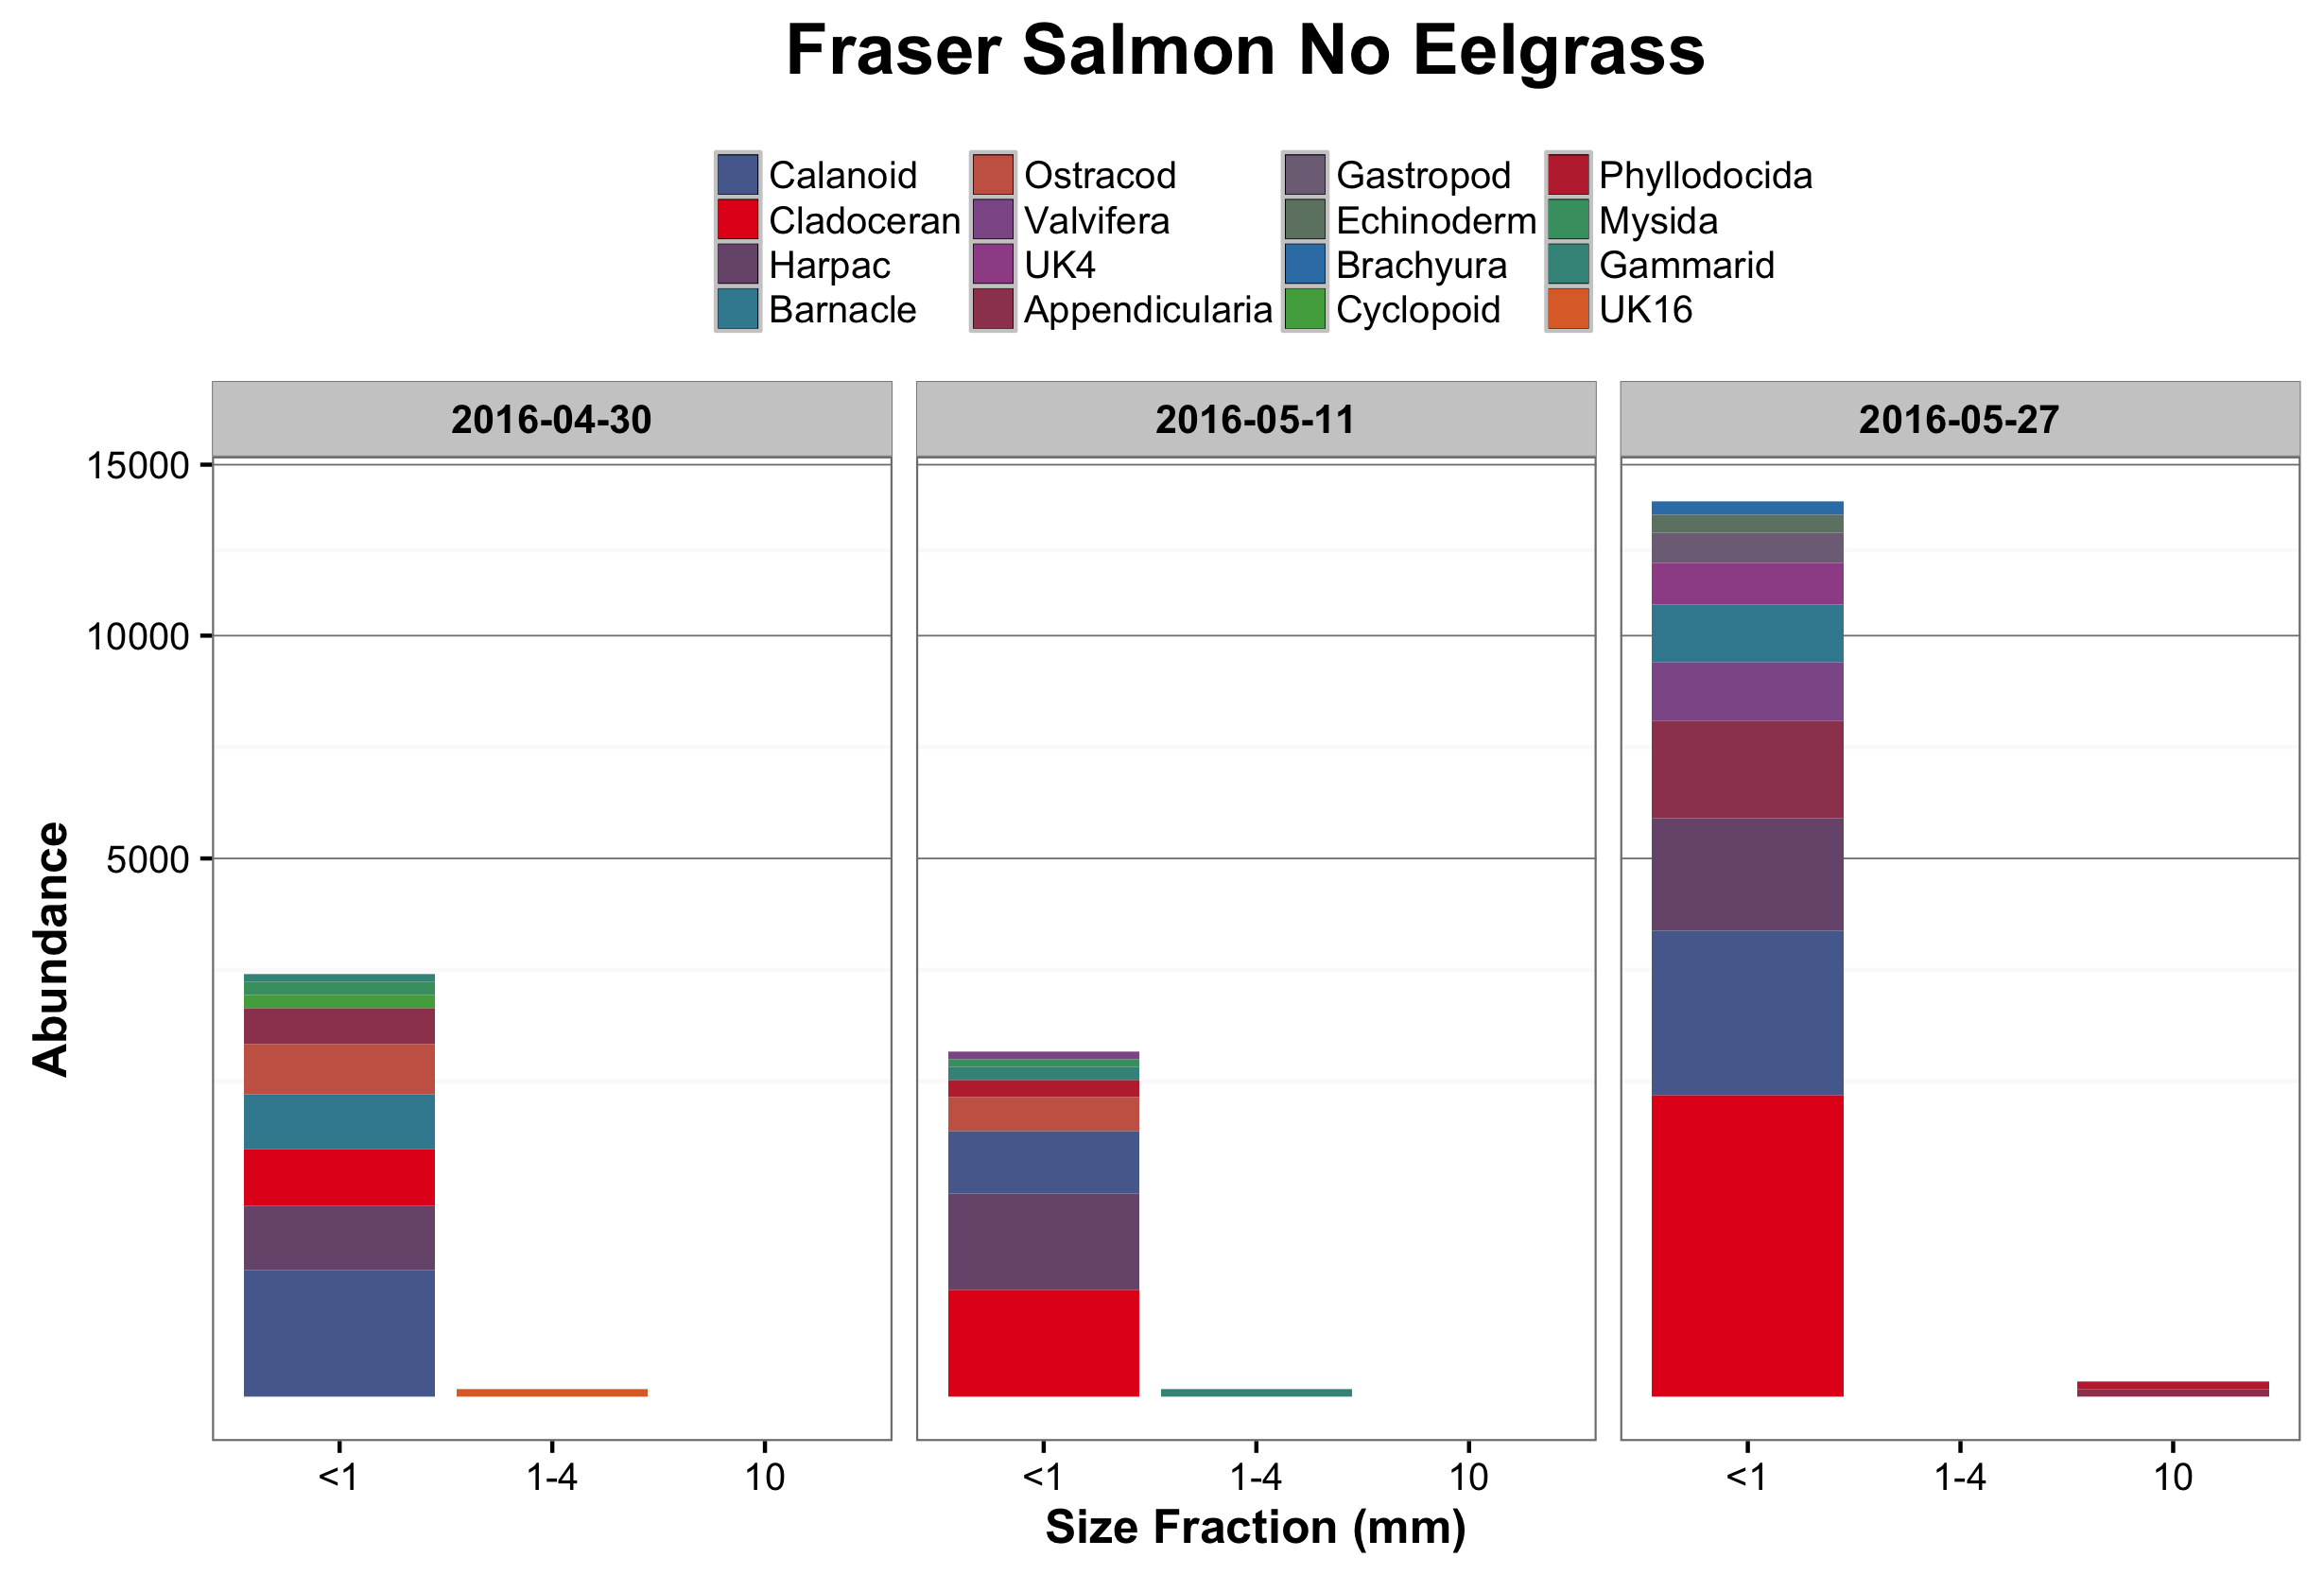 Fraser Salmon No Eelgrass
Calanoid Ostracod Gastropod Phyllodocida
Cladoceran Valvifera Echinoderm Mysida
Harpac UK4 Brachyura Gammarid
Barnacle Appendicularia Cyclopoid UK16
2016-04-30 2016-05-11 2016-05-27
15000
10000
5000
Abundance
<1 1-4 10 <1 1-4 10 <1 1-4 10
Size Fraction (mm)